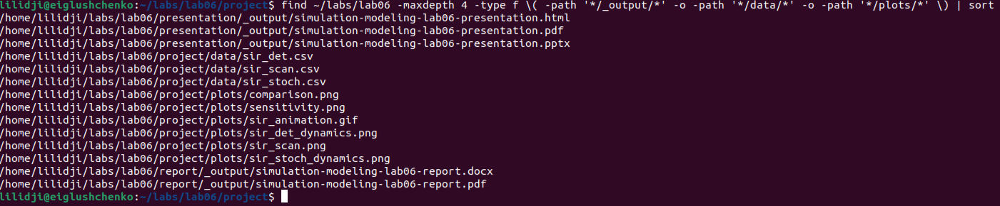 lilidji@eiglushchenko:~/labs/lab06/project$ find ~/labs/lab06 -maxdepth 4 -type f \( -path '*/_output/*' -o -path '*/data/*' -o -path '*/plots/*' \) | sort
/home/lilidji/labs/lab06/presentation/_output/simulation-modeling-lab06-presentation.html
/home/lilidji/labs/lab06/presentation/_output/simulation-modeling-lab06-presentation.pdf
/home/lilidji/labs/lab06/presentation/_output/simulation-modeling-lab06-presentation.pptx
/home/lilidji/labs/lab06/project/data/sir_det.csv
/home/lilidji/labs/lab06/project/data/sir_scan.csv
/home/lilidji/labs/lab06/project/data/sir_stoch.csv
/home/lilidji/labs/lab06/project/plots/comparison.png
/home/lilidji/labs/lab06/project/plots/sensitivity.png
/home/lilidji/labs/lab06/project/plots/sir_animation.gif
/home/lilidji/labs/lab06/project/plots/sir_det_dynamics.png
/home/lilidji/labs/lab06/project/plots/sir_scan.png
/home/lilidji/labs/lab06/project/plots/sir_stoch_dynamics.png
/home/lilidji/labs/lab06/report/_output/simulation-modeling-lab06-report.docx
/home/lilidji/labs/lab06/report/_output/simulation-modeling-lab06-report.pdf
lilidji@eiglushchenko:~/labs/lab06/project$